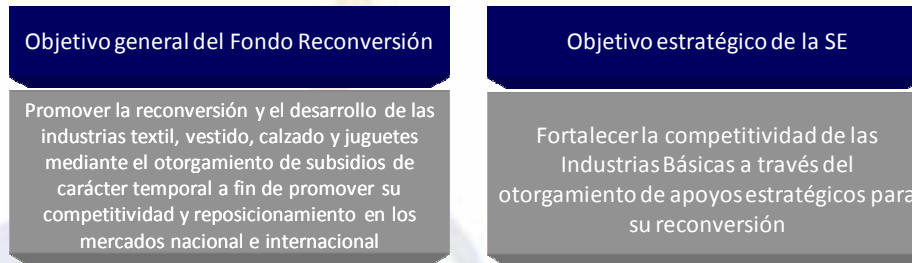 Objetivo general del Fondo Reconversión
Promover la reconversión y el desarrollo de las
industrias textil, vestido, calzado y juguetes
mediante el otorgamiento de subsidios de
carácter temporal a fin de promover su
competitividad y reposicionamiento en los
mercados nacional e internacional
Objetivo estratégico de la SE
Fortalecer la competitividad de las
Industrias Básicas a través del
otorgamiento de apoyos estratégicos para
su reconversión